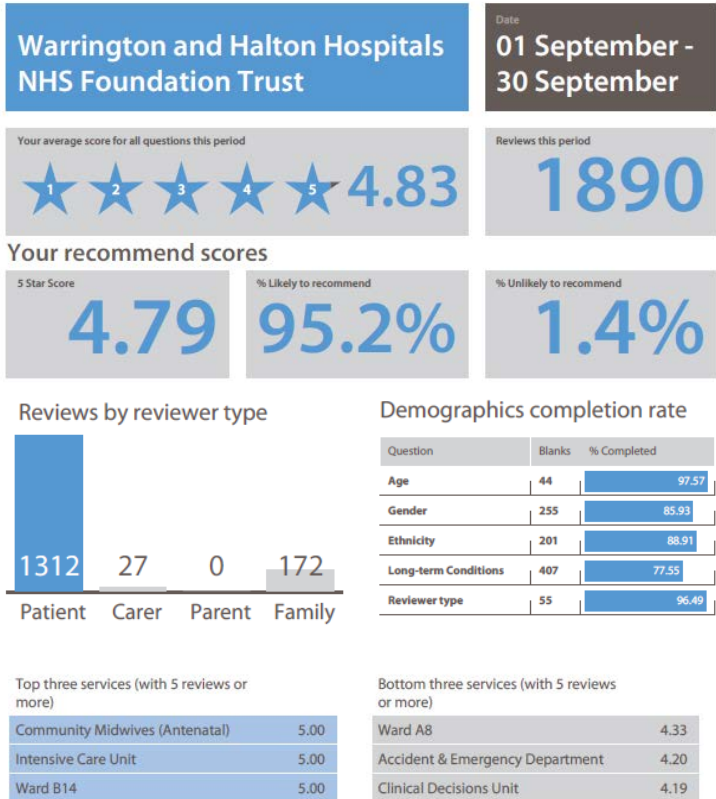 Warrington and Halton Hospitals
NHS Foundation Trust
Date
01 September -
30 September
Your average score for all questions this period
1 2 3 4 5 4.83
Reviews this period
1890
Your recommend scores
5 Star Score
4.79
% Likely to recommend
95.2%
% Unlikely to recommend
1.4%
Reviews by reviewer type
1312 27 0 172
Patient Carer Parent Family
Demographics completion rate
Question Blanks % Completed
Age 44 97.57
Gender 255 85.93
Ethnicity 201 88.91
Long-term Conditions 407 77.55
Reviewer type 55 96.49
Top three services (with 5 reviews or
more)
Community Midwives (Antenatal) 5.00
Intensive Care Unit 5.00
Ward B14 5.00
Bottom three services (with 5 reviews
or more)
Ward A8 4.33
Accident & Emergency Department 4.20
Clinical Decisions Unit 4.19